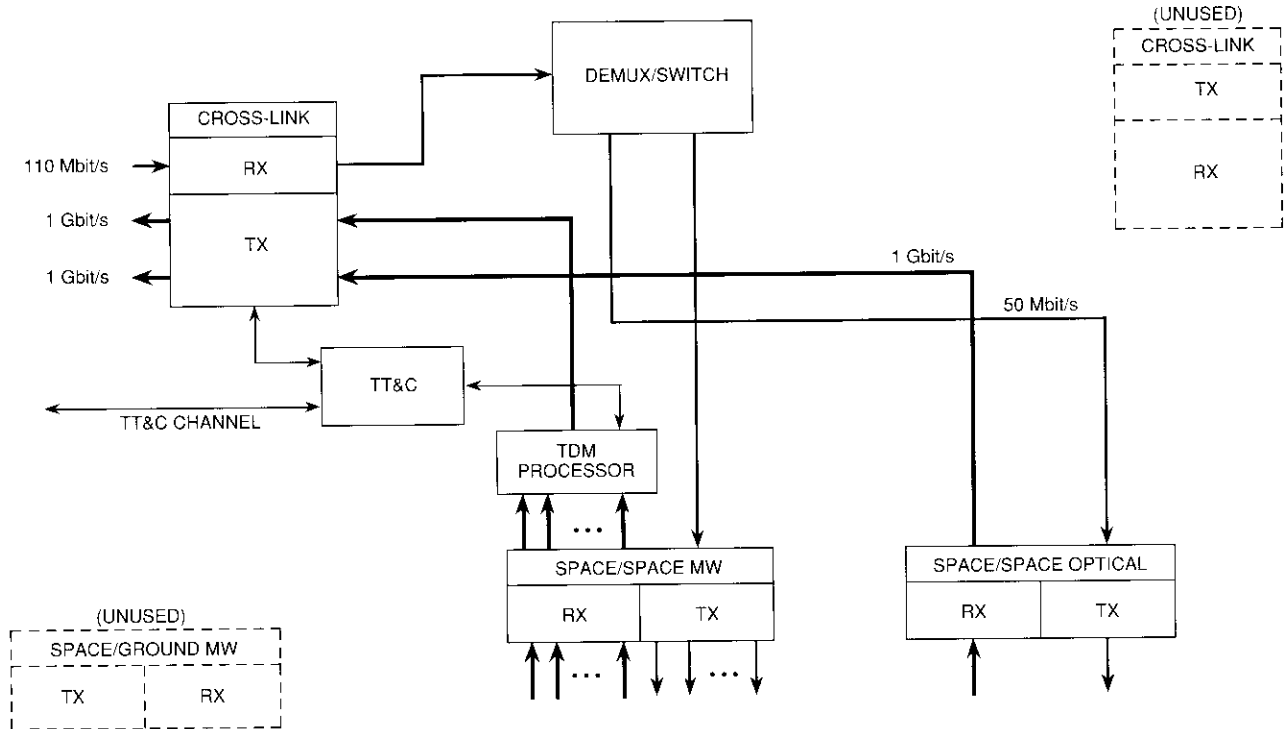 (UNUSED)
CROSS-LINK
TX
RX
DEMUX/SWITCH
CROSS-LINK
RX
TX
110 Mbit/s
1 Gbit/s
1 Gbit/s
1 Gbit/s
50 Mbit/s
TT&C
TT&C CHANNEL
TDM
PROCESSOR
• • •
SPACE/SPACE MW
RX
TX
• • •
• • •
SPACE/SPACE OPTICAL
RX
TX
(UNUSED)
SPACE/GROUND MW
TX
RX